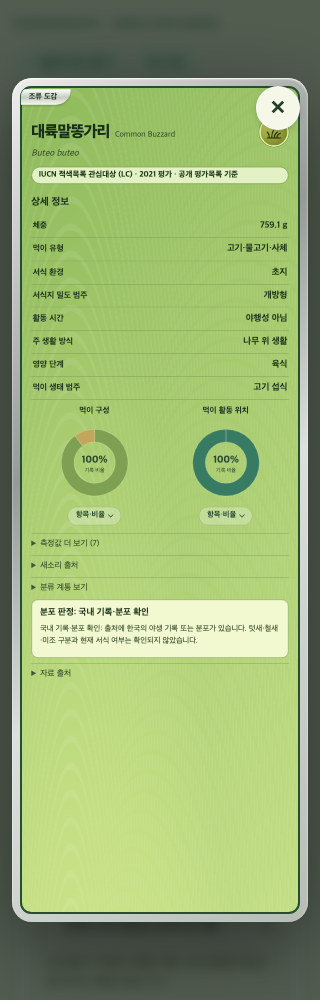 조류 도감
대륙말똥가리 Common Buzzard
Buteo buteo
IUCN 적색목록 관심대상 (LC) · 2021 평가 · 공개 평가목록 기준
상세 정보
체중 759.1 g
먹이 유형 고기·물고기·사체
서식 환경 초지
서식지 밀도 범주 개방형
활동 시간 야행성 아님
주 생활 방식 나무 위 생활
영양 단계 육식
먹이 생태 범주 고기 섭식
먹이 구성 먹이 활동 위치
100% 100%
기록 비율 기록 비율
항목·비율 항목·비율
▶ 측정값 더 보기 (7)
▶ 새소리 출처
▶ 분류 계통 보기
분포 판정: 국내 기록·분포 확인
국내 기록·분포 확인: 출처에 한국의 야생 기록 또는 분포가 있습니다. 텃새·철새
·미조 구분과 현재 서식 여부는 확인되지 않았습니다.
▶ 자료 출처